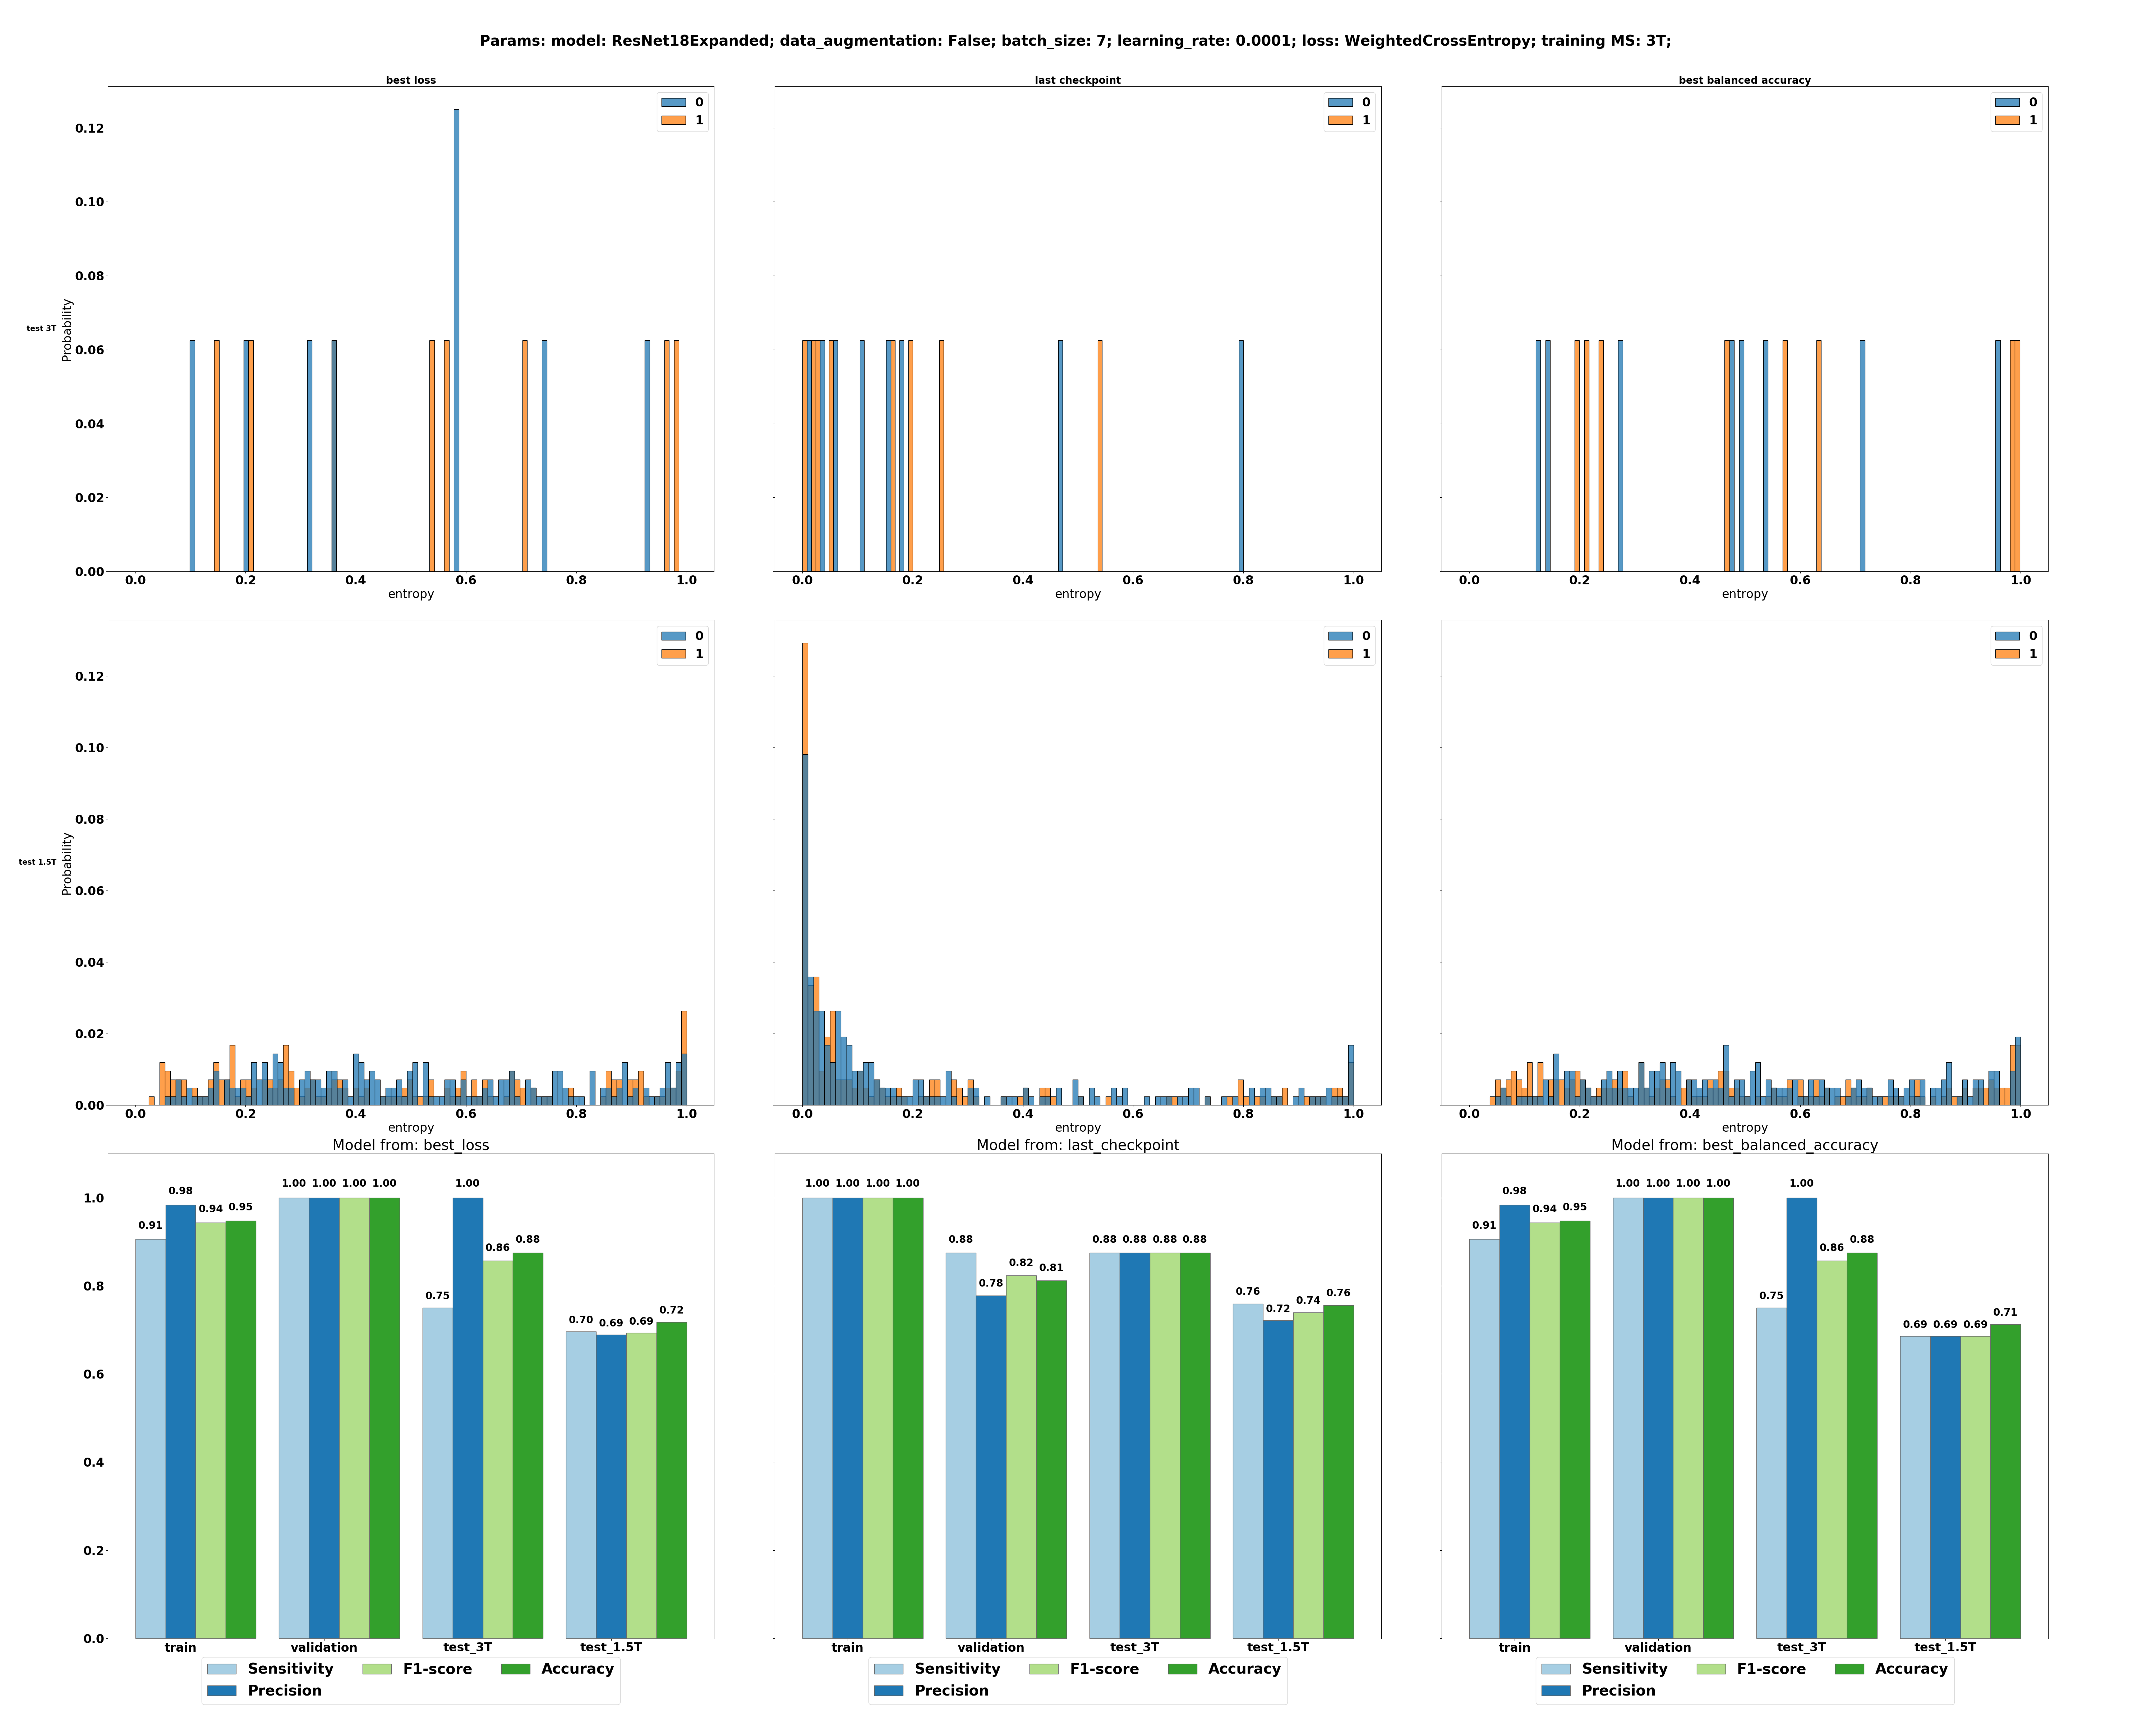 Params: model: ResNet18Expanded; data_augmentation: False; batch_size: 7; learning_rate: 0.0001; loss: WeightedCrossEntropy; training MS: 3T;
best loss
last checkpoint
best balanced accuracy
0
1
0
1
0
1
0.12
0.10
0.08
0.06
0.04
0.02
0.00
test 3T
Probability
0.0 0.2 0.4 0.6 0.8 1.0
0.0 0.2 0.4 0.6 0.8 1.0
0.0 0.2 0.4 0.6 0.8 1.0
entropy
entropy
entropy
0
1
0
1
0
1
0.12
0.10
0.08
0.06
0.04
0.02
0.00
test 1.5T
Probability
0.0 0.2 0.4 0.6 0.8 1.0
0.0 0.2 0.4 0.6 0.8 1.0
0.0 0.2 0.4 0.6 0.8 1.0
entropy
entropy
entropy
Model from: best_loss
Model from: last_checkpoint
Model from: best_balanced_accuracy
1.0
0.8
0.6
0.4
0.2
0.0
0.91 0.98 0.94 0.95
1.00 1.00 1.00 1.00
0.75 1.00 0.86 0.88
0.70 0.69 0.69 0.72
1.00 1.00 1.00 1.00
0.88 0.78 0.82 0.81
0.88 0.88 0.88 0.88
0.76 0.72 0.74 0.76
0.91 0.98 0.94 0.95
1.00 1.00 1.00 1.00
0.75 1.00 0.86 0.88
0.69 0.69 0.69 0.71
train validation test_3T test_1.5T
train validation test_3T test_1.5T
train validation test_3T test_1.5T
Sensitivity F1-score Accuracy
Precision
Sensitivity F1-score Accuracy
Precision
Sensitivity F1-score Accuracy
Precision